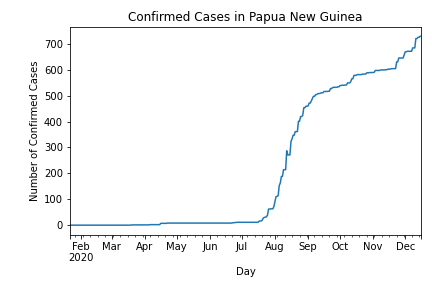 Confirmed Cases in Papua New Guinea
Number of Confirmed Cases
700
600
500
400
300
200
100
0
Feb Mar Apr May Jun Jul Aug Sep Oct Nov Dec
2020
Day